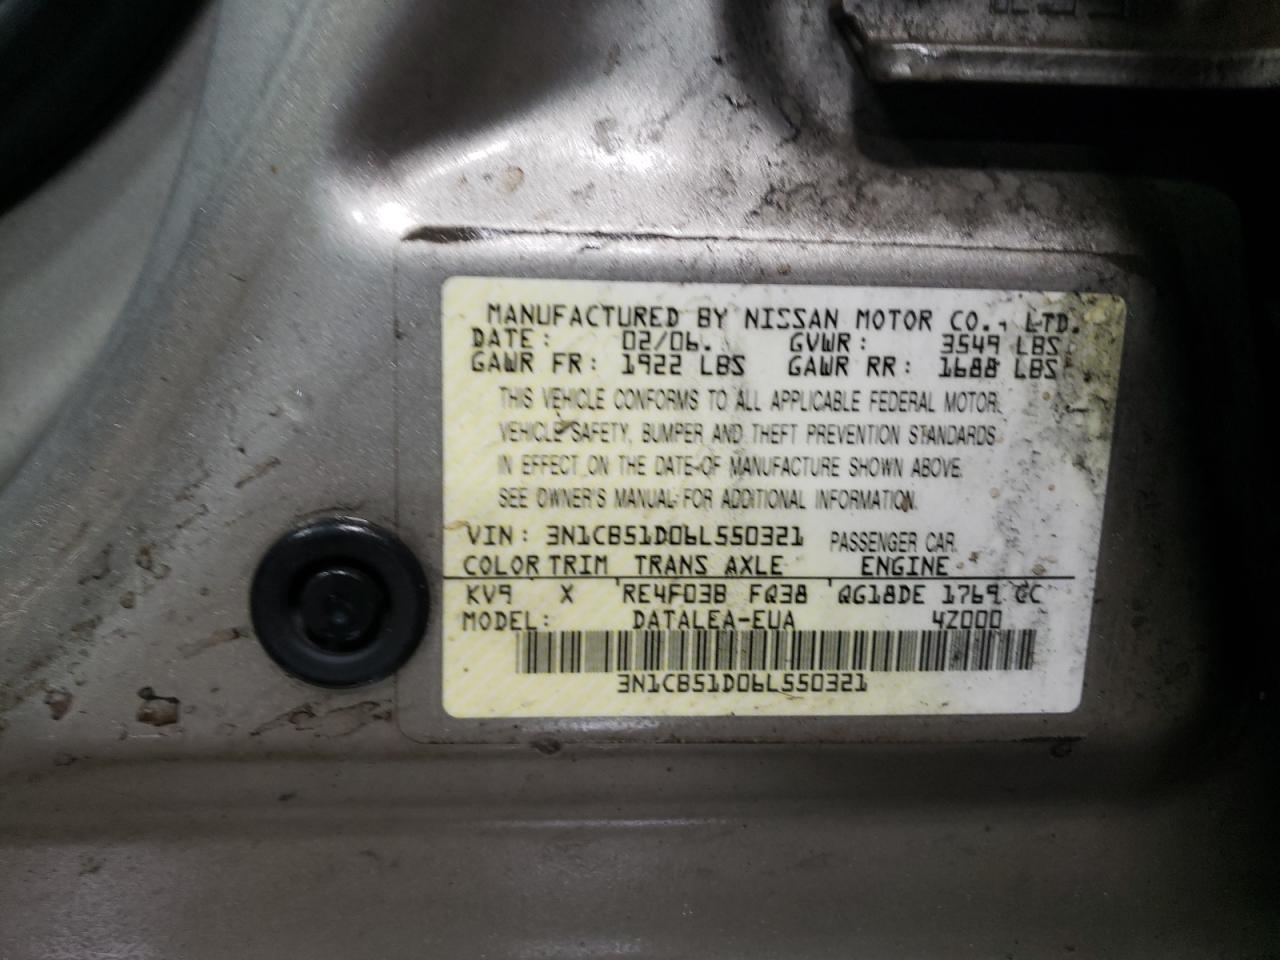 MANUFACTURED BY NISSAN MOTOR CO., LTD.
DATE: 02/06. GVWR: 3549 LBS
GAWR FR: 1922 LBS GAWR RR: 1688 LBS
THIS VEHICLE CONFORMS TO ALL APPLICABLE FEDERAL MOTOR
VEHICLE SAFETY, BUMPER AND THEFT PREVENTION STANDARDS
IN EFFECT ON THE DATE OF MANUFACTURE SHOWN ABOVE.
SEE OWNER'S MANUAL FOR ADDITIONAL INFORMATION.
VIN: 3N1CB51D06L550321 PASSENGER CAR.
COLOR TRIM TRANS AXLE ENGINE
KV9 X RE4F03B FQ38 QG18DE 1769 CC
MODEL: DATALEA-EUA 4Z000
3N1CB51D06L550321